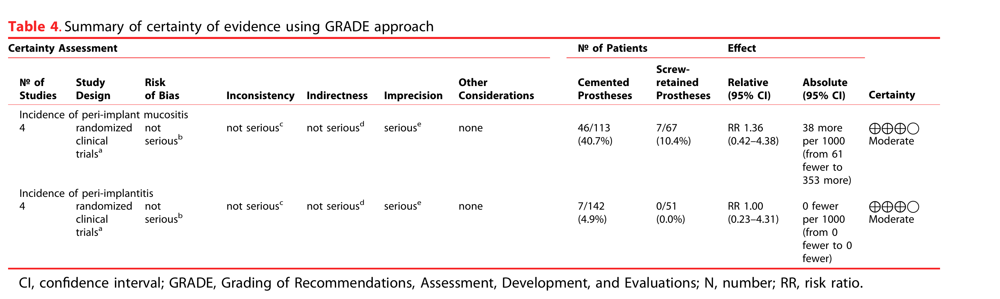 Table 4. Summary of certainty of evidence using GRADE approach
Certainty Assessment № of Patients Effect
№ of Studies Study Design Risk of Bias Inconsistency Indirectness Imprecision Other Considerations Cemented Prostheses Screw-retained Prostheses Relative (95% CI) Absolute (95% CI) Certainty
Incidence of peri-implant mucositis
4 randomized clinical trialsᵃ not seriousᵇ not seriousᶜ not seriousᵈ seriousᵉ none 46/113 (40.7%) 7/67 (10.4%) RR 1.36 (0.42–4.38) 38 more per 1000 (from 61 fewer to 353 more) ⨁⨁⨁◯ Moderate
Incidence of peri-implantitis
4 randomized clinical trialsᵃ not seriousᵇ not seriousᶜ not seriousᵈ seriousᵉ none 7/142 (4.9%) 0/51 (0.0%) RR 1.00 (0.23–4.31) 0 fewer per 1000 (from 0 fewer to 0 fewer) ⨁⨁⨁◯ Moderate
CI, confidence interval; GRADE, Grading of Recommendations, Assessment, Development, and Evaluations; N, number; RR, risk ratio.